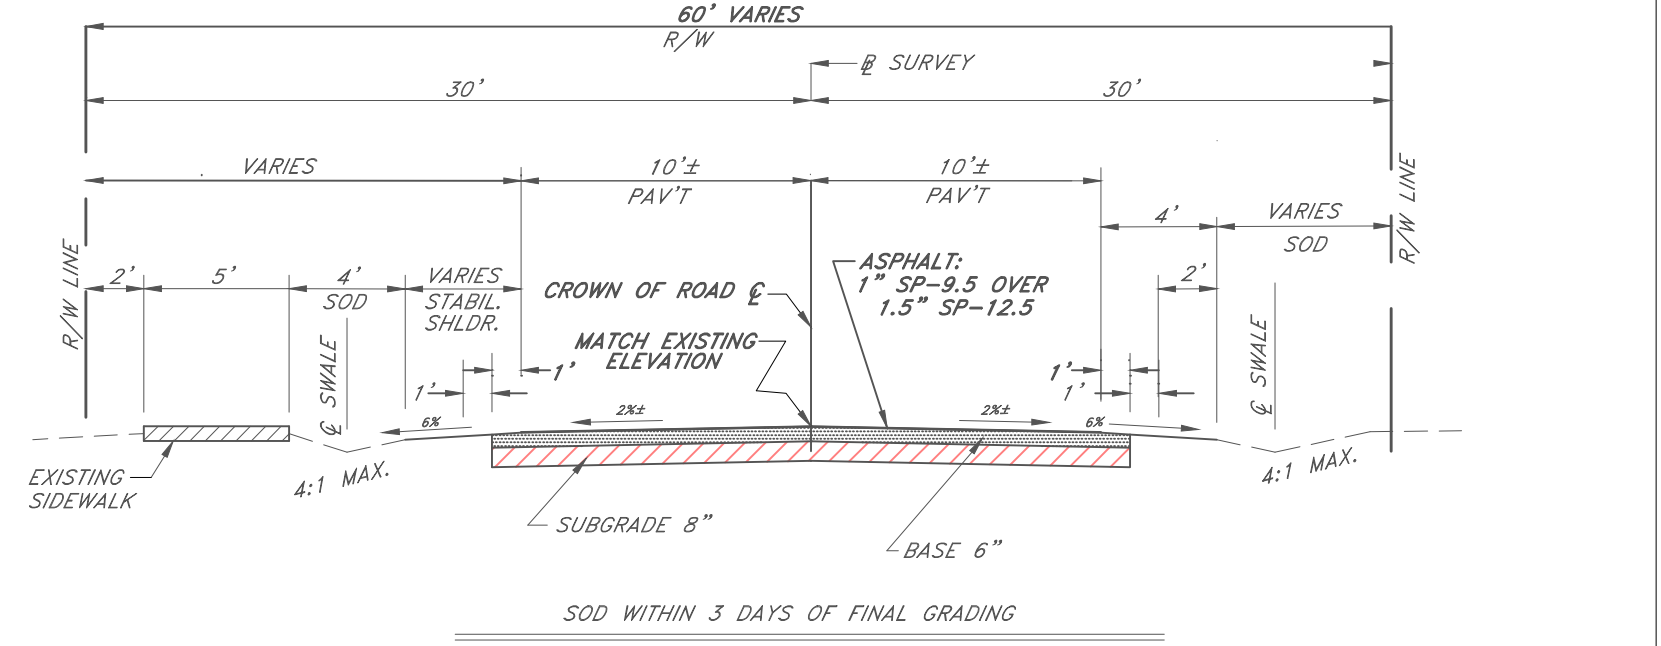 60' VARIES
R/W
℄ SURVEY
30'
30'
VARIES
10'±
PAV'T
10'±
PAV'T
4'
VARIES
SOD
R/W LINE
R/W LINE
2'
5'
4'
SOD
VARIES
STABIL.
SHLDR.
2'
CROWN OF ROAD ℄
ASPHALT:
1" SP-9.5 OVER
1.5" SP-12.5
MATCH EXISTING
ELEVATION
℄ SWALE
℄ SWALE
1'
1'
1'
1'
6%
2%±
2%±
6%
EXISTING
SIDEWALK
4:1 MAX.
4:1 MAX.
SUBGRADE 8"
BASE 6"
SOD WITHIN 3 DAYS OF FINAL GRADING